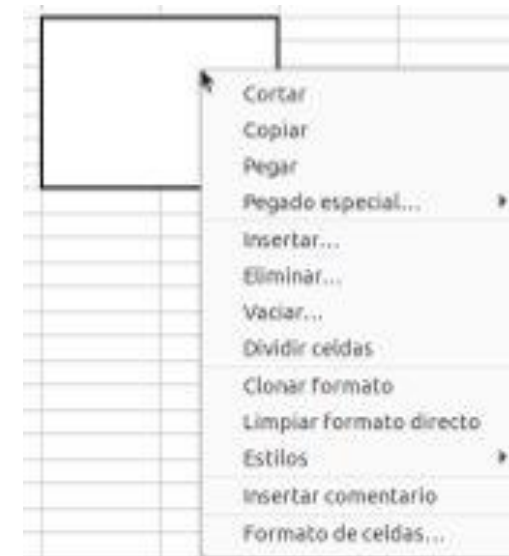 Cortar
Copiar
Pegar
Pegado especial...
Insertar...
Eliminar...
Vaciar...
Dividir celdas
Clonar formato
Limpiar formato directo
Estilos
Insertar comentario
Formato de celdas...